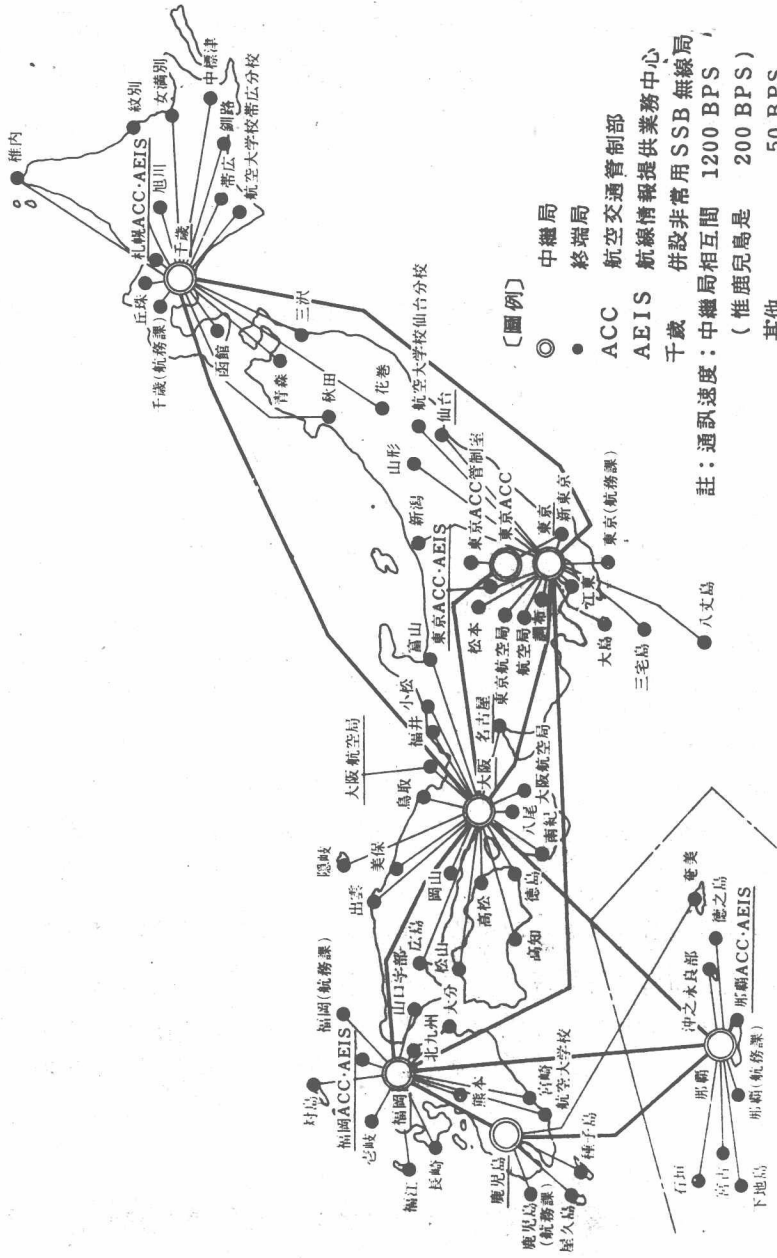 稚内
紋別
女満別
中標津
釧路
帯広
航空大学校帯広分校
旭川
札幌ACC·AEIS
千歳
丘珠
千歳(航務課)
函館
三沢
青森
秋田
花巻
航空大学校仙台分校
仙台
山形
新潟
東京ACC管制室
東京ACC
東京
新東京
東京ACC·AEIS
東京(航務課)
松本
東京航空局
航空局
調布
江東
大島
三宅島
八丈島
富山
小松
福井
大阪航空局
名古屋
大阪
大阪航空局
八尾
南紀
鳥取
隠岐
美保
出雲
岡山
高松
徳島
広島
松山
高知
福岡(航務課)
山口宇部
大分
北九州
対島
福岡ACC·AEIS
壱岐
福岡
福江
長崎
熊本
宮崎
航空大学校
鹿児島
種子島
鹿児島
(航務課)
屋久島
奄美
徳之島
沖之永良部
那覇ACC·AEIS
那覇
那覇(航務課)
石垣
宮古
下地島
〔圖例〕
◎ 中繼局
● 終端局
ACC 航空交通管制部
AEIS 航線情報提供業務中心
千歲 併設非常用SSB無線局
註：通訊速度：中繼局相互間 1200 BPS
(惟鹿兒島是 200 BPS)
其他 50 BPS